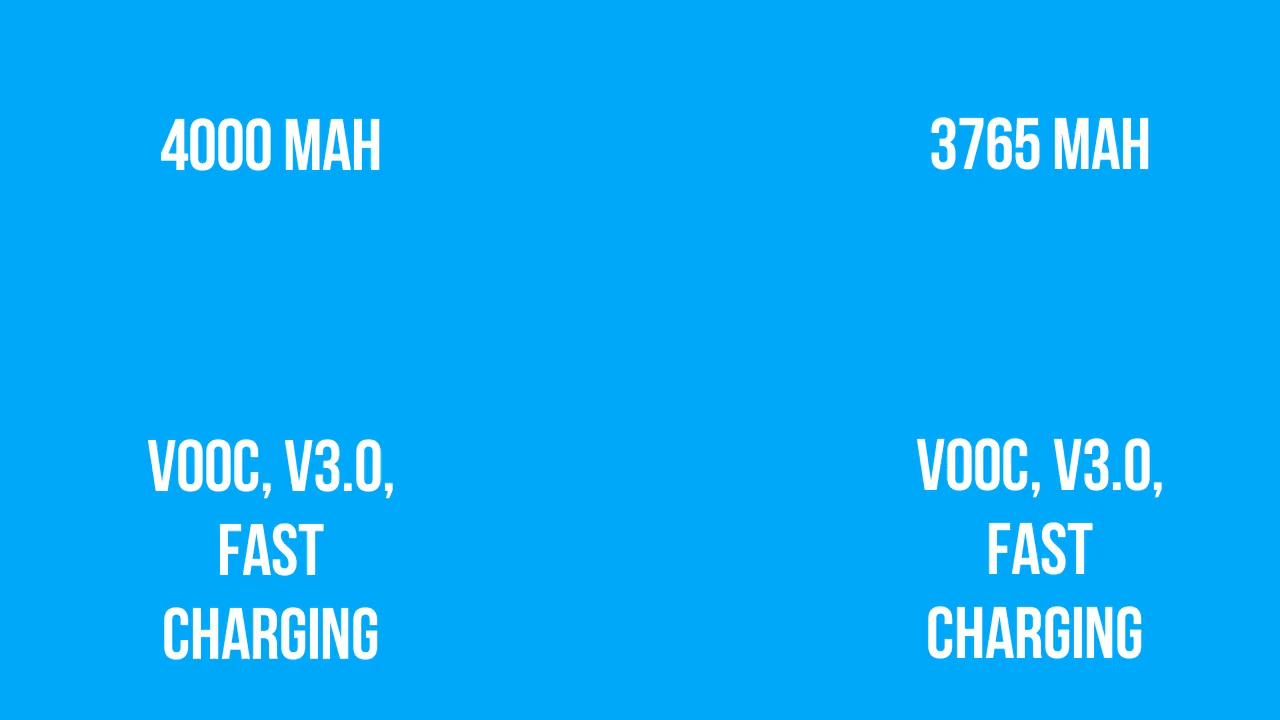 4000 MAH
3765 MAH
VOOC, V3.0,
FAST
CHARGING
VOOC, V3.0,
FAST
CHARGING